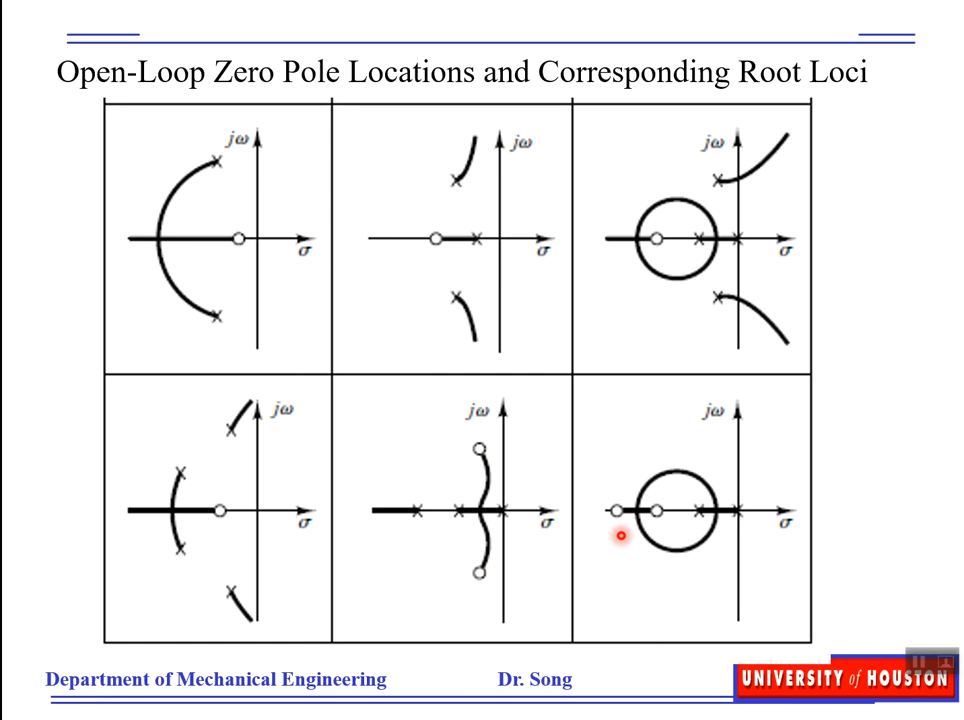 Open-Loop Zero Pole Locations and Corresponding Root Loci
jω
σ
jω
σ
jω
σ
jω
σ
jω
σ
jω
σ
Department of Mechanical Engineering
Dr. Song
UNIVERSITY of HOUSTON